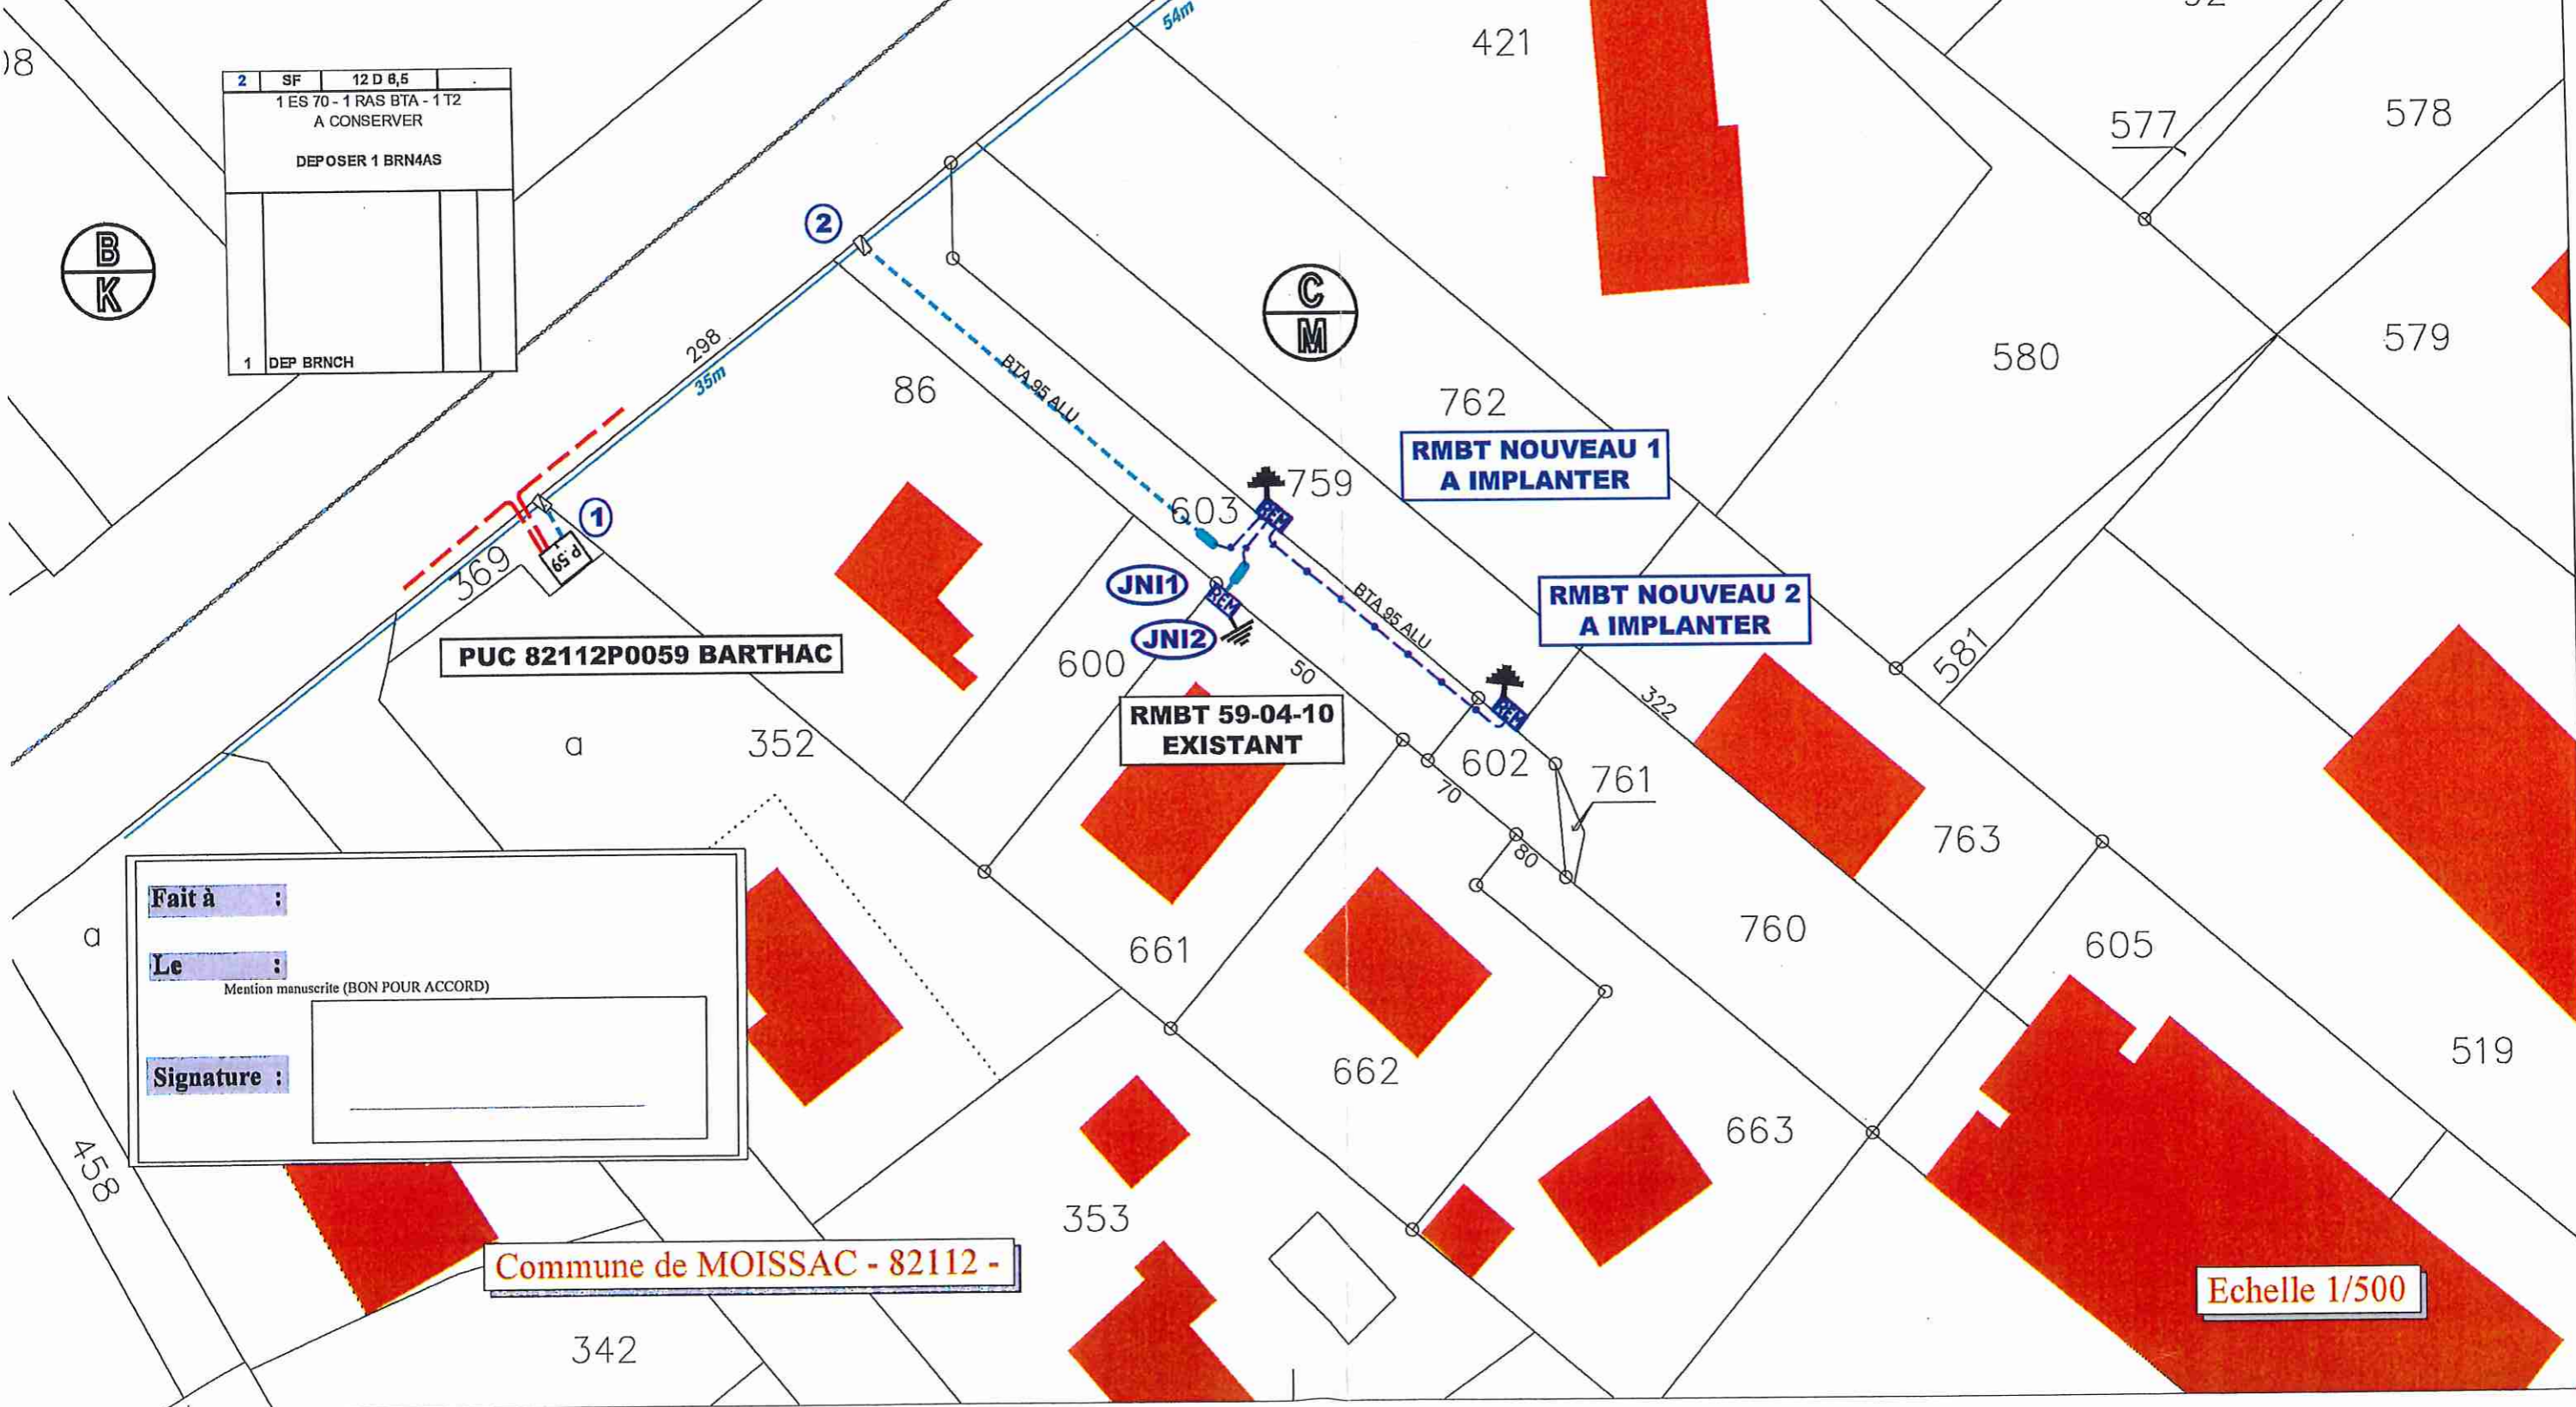 54m
421
577
578
2 SF 12 D 6,5
1 ES 70 - 1 RAS BTA - 1 T2
A CONSERVER
DEPOSER 1 BRN4AS
1 DEP BRNCH
B
K
2
C
M
298
35m
86
BTA 95 ALU
762
580
579
RMBT NOUVEAU 1
A IMPLANTER
759
603
REM
1
P.59
369
JNI1
REM
JNI2
BTA 95 ALU
RMBT NOUVEAU 2
A IMPLANTER
PUC 82112P0059 BARTHAC
600
50
581
322
REM
RMBT 59-04-10
EXISTANT
a
352
602
761
70
80
763
Fait à :
Le :
Mention manuscrite (BON POUR ACCORD)
Signature :
a
661
760
605
662
519
663
458
353
Commune de MOISSAC - 82112 -
Echelle 1/500
342